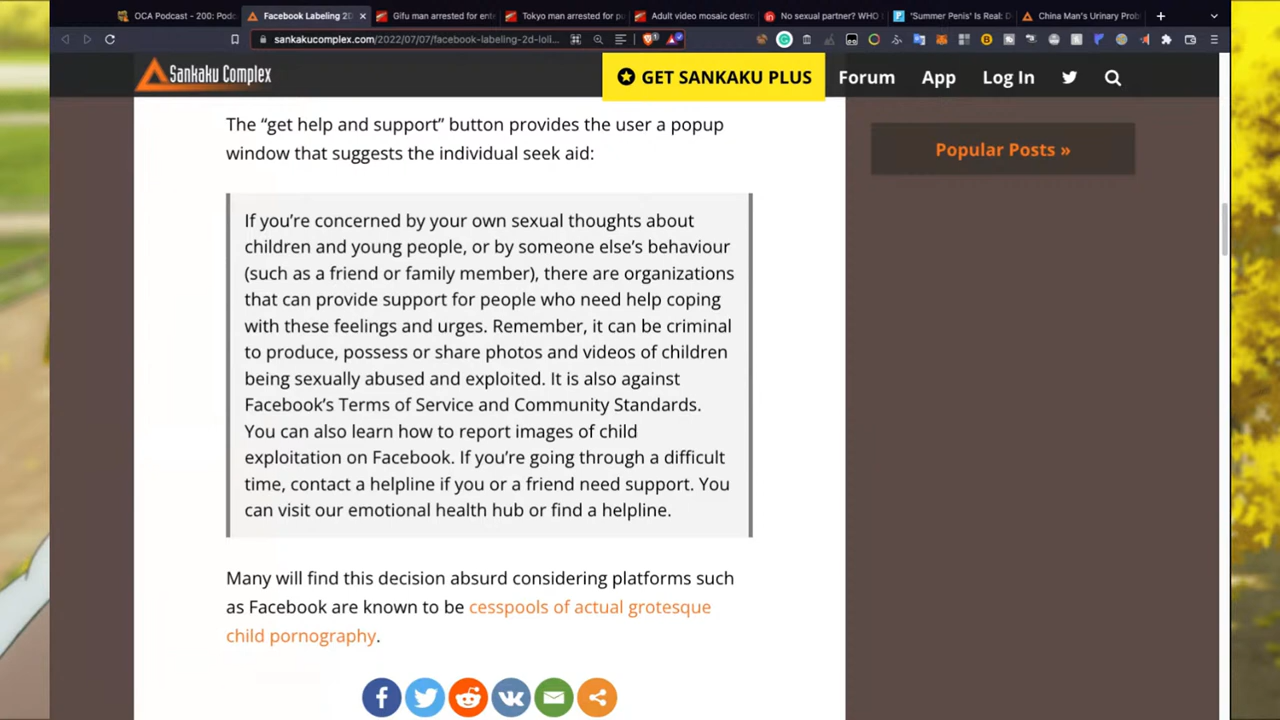 OCA Podcast - 200: Podc
Facebook Labeling 2D
Gifu man arrested for ente
Tokyo man arrested for po
Adult video mosaic destro
No sexual partner? WHO
'Summer Penis' Is Real: D
China Man's Urinary Prob
sankakucomplex.com/2022/07/07/facebook-labeling-2d-loli...
Sankaku Complex
GET SANKAKU PLUS
Forum
App
Log In
The “get help and support” button provides the user a popup
window that suggests the individual seek aid:
Popular Posts »
If you’re concerned by your own sexual thoughts about
children and young people, or by someone else’s behaviour
(such as a friend or family member), there are organizations
that can provide support for people who need help coping
with these feelings and urges. Remember, it can be criminal
to produce, possess or share photos and videos of children
being sexually abused and exploited. It is also against
Facebook’s Terms of Service and Community Standards.
You can also learn how to report images of child
exploitation on Facebook. If you’re going through a difficult
time, contact a helpline if you or a friend need support. You
can visit our emotional health hub or find a helpline.
Many will find this decision absurd considering platforms such
as Facebook are known to be cesspools of actual grotesque
child pornography.